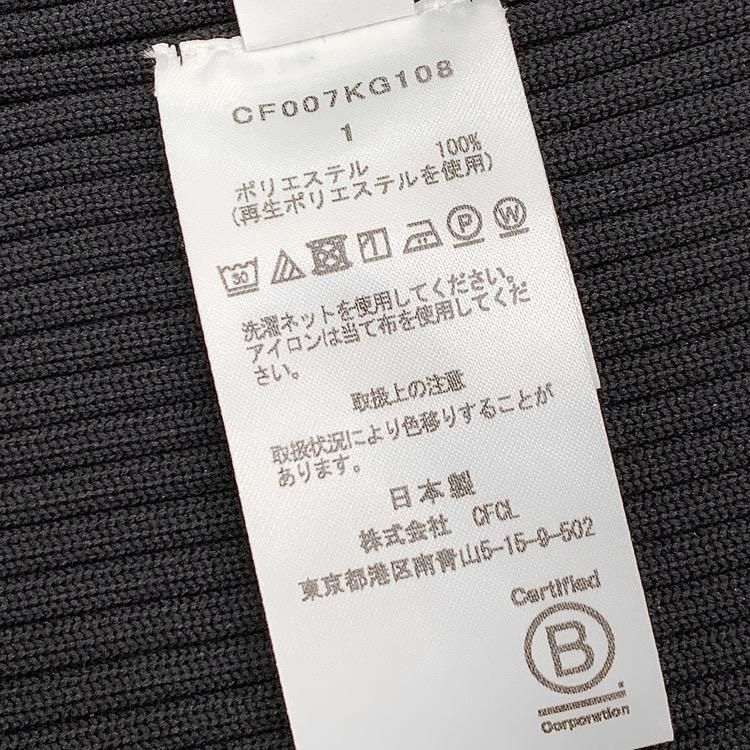 CF007KG108
1
ポリエステル 100%
(再生ポリエステルを使用)
30 P W
洗濯ネットを使用してください。
アイロンは当て布を使用してくだ
さい。
取扱上の注意
取扱状況により色移りすることが
あります。
日本製
株式会社 CFCL
東京都港区南青山5-15-9-502
Certified
B
Corporation